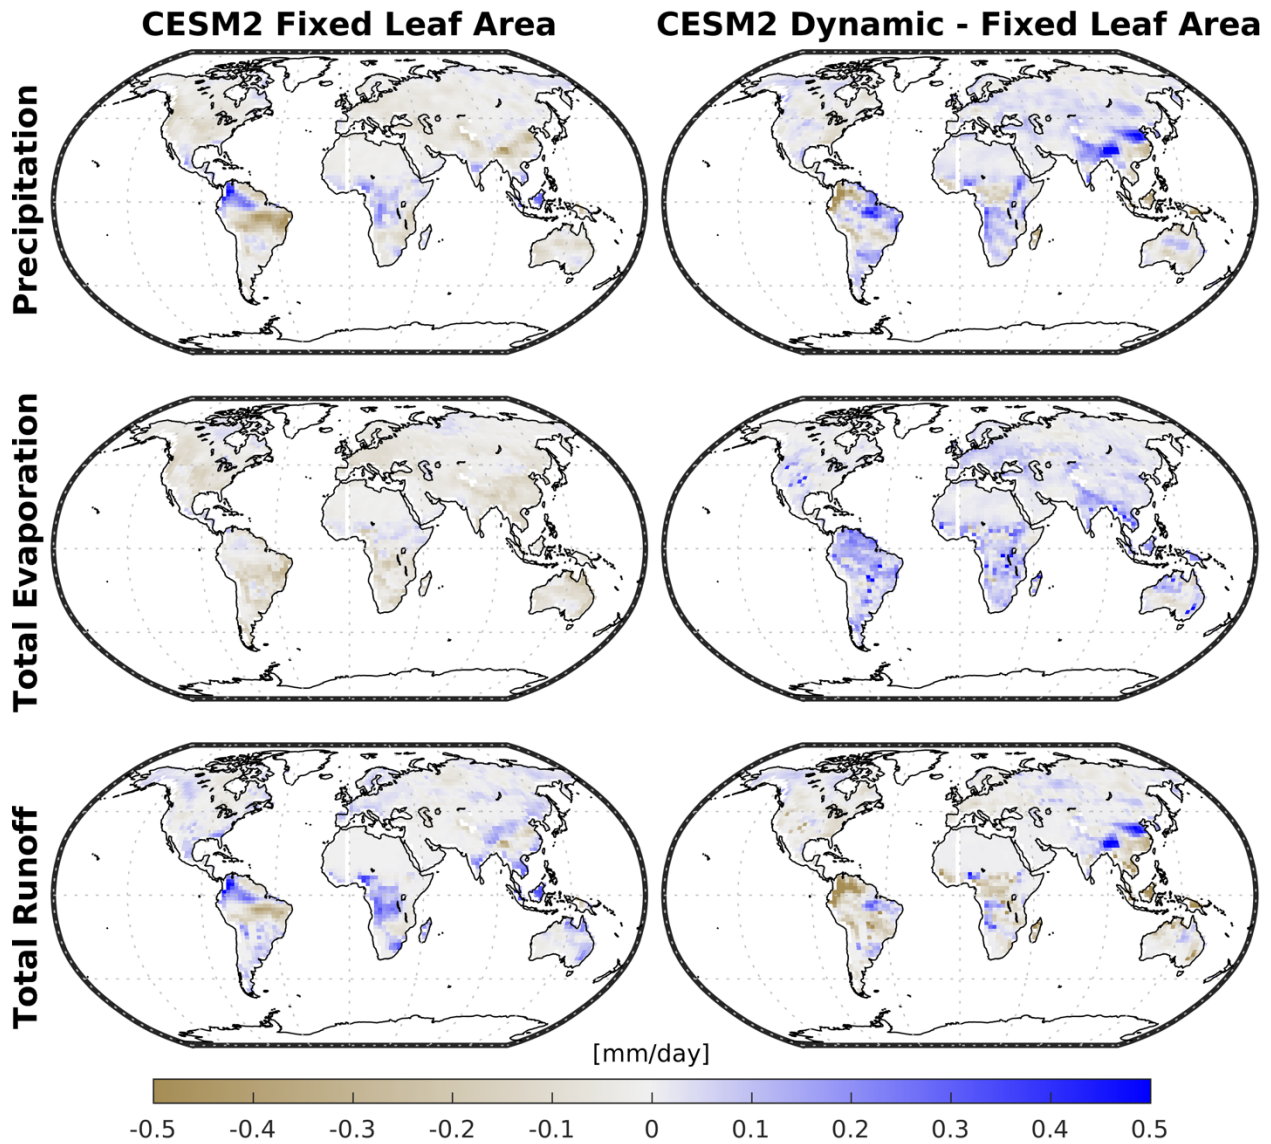 CESM2 Fixed Leaf Area
CESM2 Dynamic - Fixed Leaf Area
Precipitation
Total Evaporation
Total Runoff
[mm/day]
-0.5 -0.4 -0.3 -0.2 -0.1 0 0.1 0.2 0.3 0.4 0.5